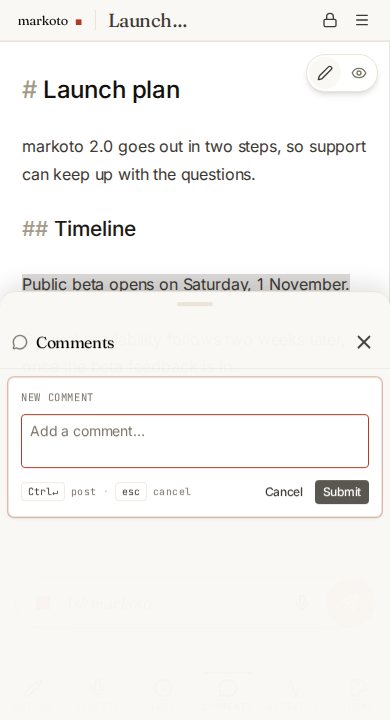 markoto
Launch...
# Launch plan
markoto 2.0 goes out in two steps, so support
can keep up with the questions.
## Timeline
Public beta opens on Saturday, 1 November.
Comments
NEW COMMENT
Add a comment...
Ctrl↵ post · esc cancel
Cancel
Submit